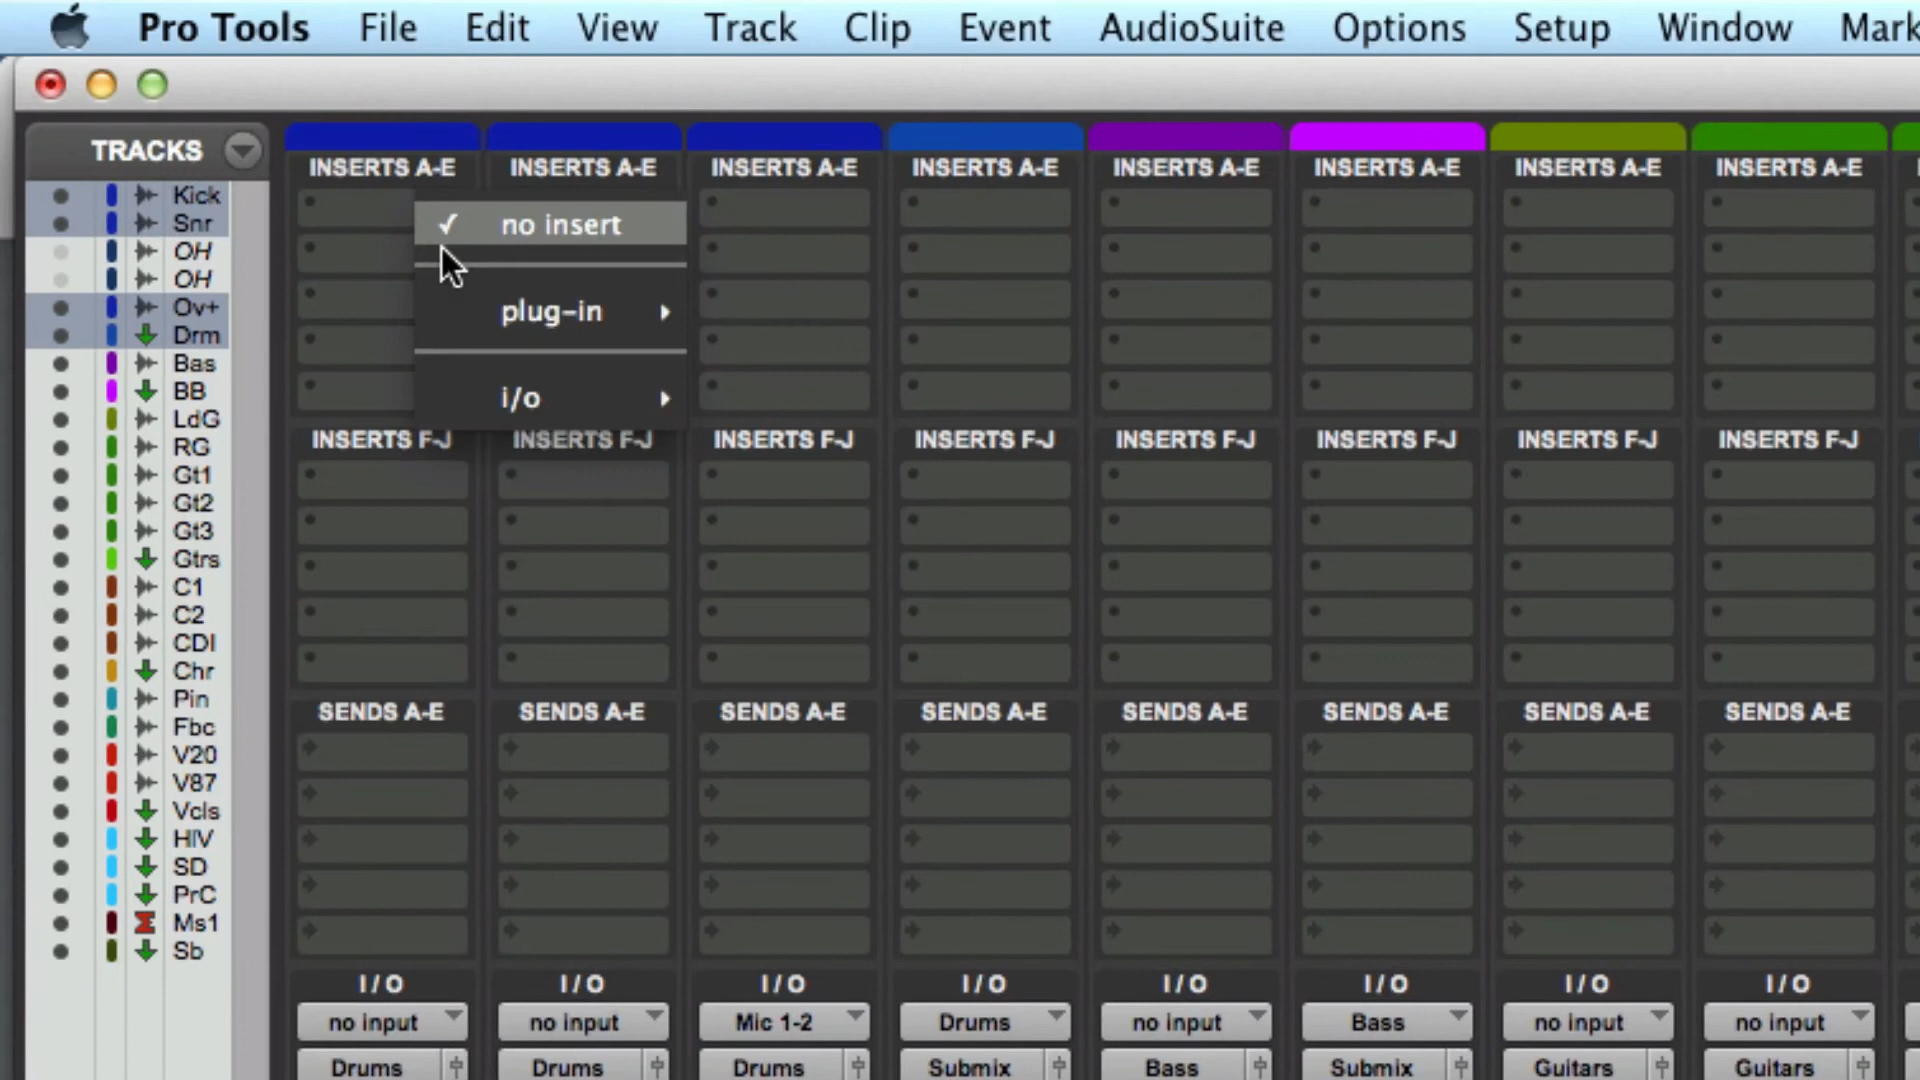 Pro Tools File Edit View Track Clip Event AudioSuite Options Setup Window Mark
TRACKS
INSERTS A-E INSERTS A-E INSERTS A-E INSERTS A-E INSERTS A-E INSERTS A-E INSERTS A-E INSERTS A-E
no insert
plug-in
i/o
Kick
Snr
OH
OH
Ov+
Drm
Bas
BB
LdG
RG
Gt1
Gt2
Gt3
Gtrs
C1
C2
CDI
Chr
Pin
Fbc
V20
V87
Vcls
HIV
SD
PrC
Ms1
Sb
INSERTS F-J INSERTS F-J INSERTS F-J INSERTS F-J INSERTS F-J INSERTS F-J INSERTS F-J INSERTS F-J
SENDS A-E SENDS A-E SENDS A-E SENDS A-E SENDS A-E SENDS A-E SENDS A-E SENDS A-E
I/O I/O I/O I/O I/O I/O I/O I/O
no input no input Mic 1-2 Drums no input Bass no input no input
Drums Drums Drums Submix Bass Submix Guitars Guitars